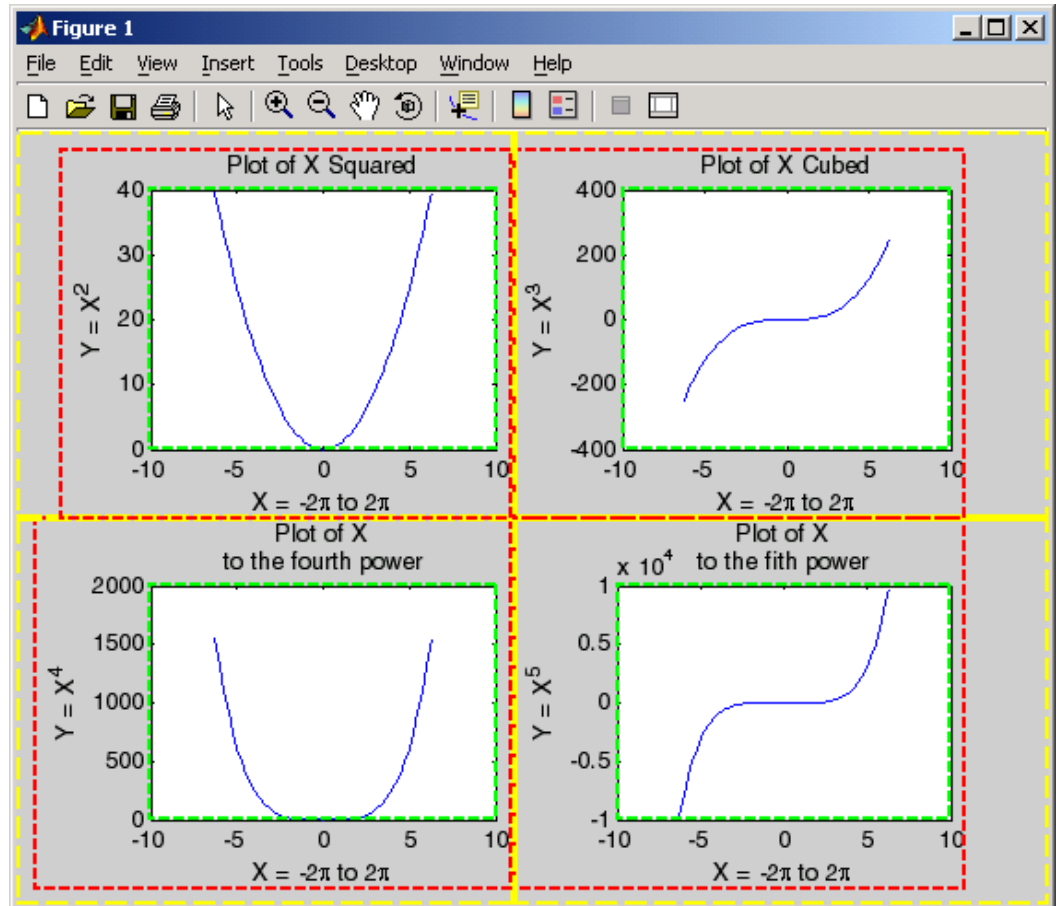 Figure 1
File Edit View Insert Tools Desktop Window Help
Plot of X Squared
40
30
20
10
0
Y = X²
-10 -5 0 5 10
X = -2π to 2π
Plot of X Cubed
400
200
0
-200
-400
Y = X³
-10 -5 0 5 10
X = -2π to 2π
Plot of X
to the fourth power
2000
1500
1000
500
0
Y = X⁴
-10 -5 0 5 10
X = -2π to 2π
Plot of X
x 10⁴ to the fith power
1
0.5
0
-0.5
-1
Y = X⁵
-10 -5 0 5 10
X = -2π to 2π